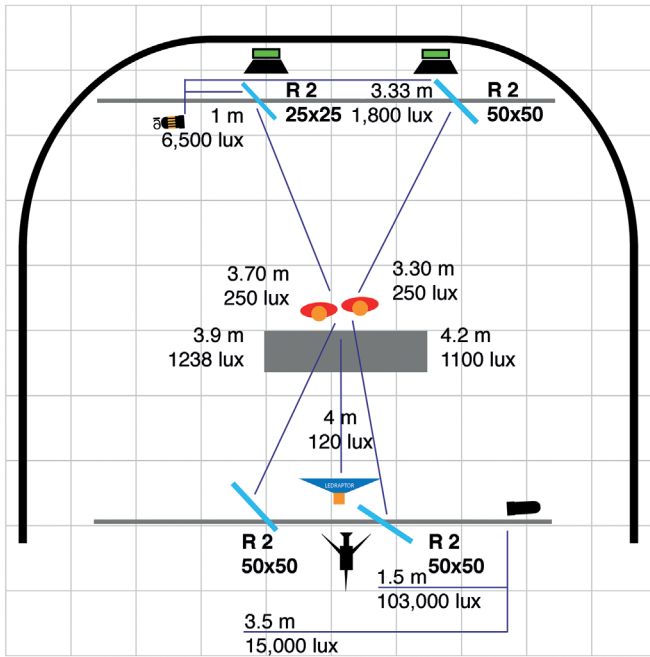 R 2
25x25
3.33 m
1,800 lux
R 2
50x50
1 m
6,500 lux
3.70 m
250 lux
3.30 m
250 lux
3.9 m
1238 lux
4.2 m
1100 lux
4 m
120 lux
LEDRAPTOR
R 2
50x50
R 2
50x50
1.5 m
103,000 lux
3.5 m
15,000 lux